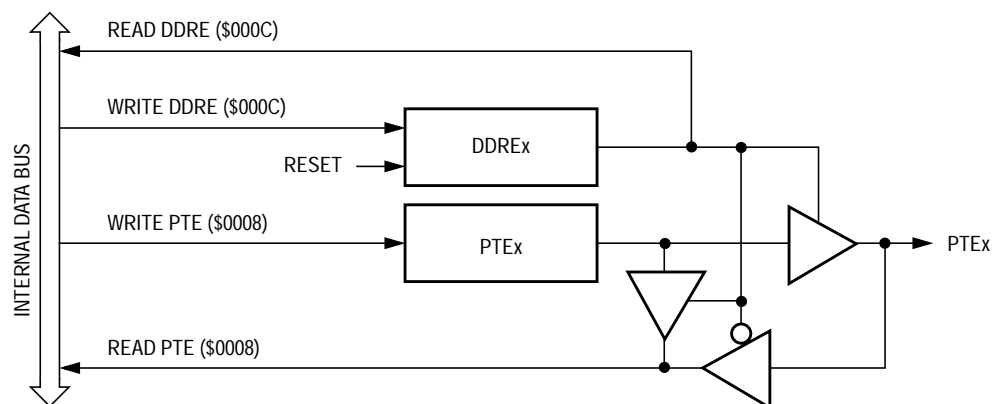 READ DDRE ($000C)
WRITE DDRE ($000C)
DDREx
RESET
INTERNAL DATA BUS
WRITE PTE ($0008)
PTEx
PTEx
READ PTE ($0008)